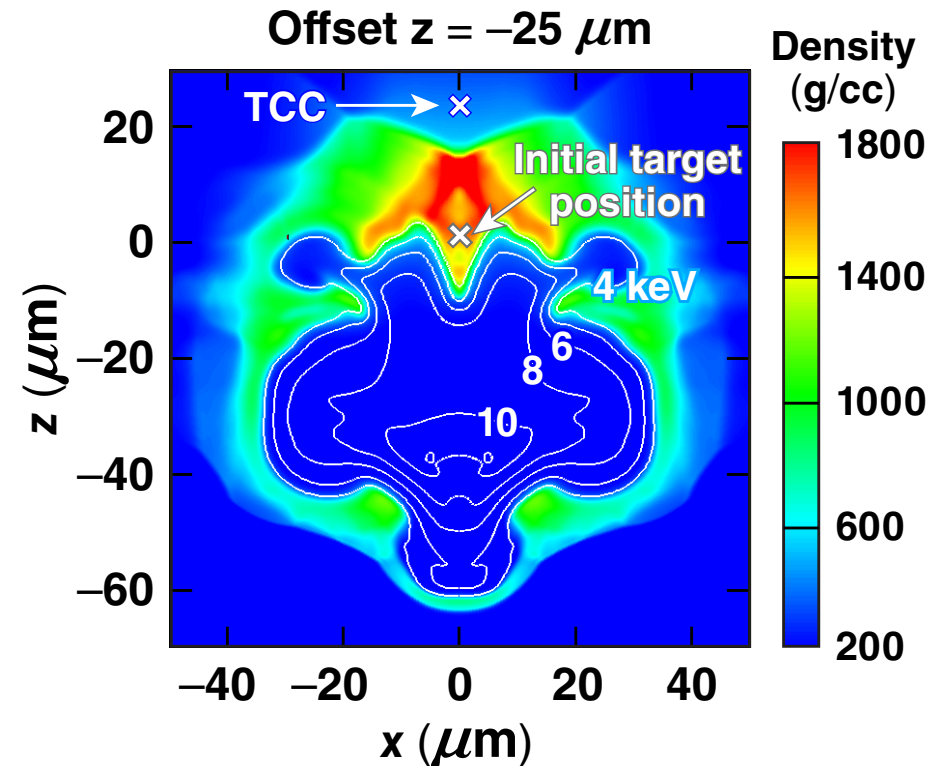 Offset z = –25 μm
Density
(g/cc)
TCC
Initial target
position
4 keV
6
8
10
20
0
–20
–40
–60
z (μm)
–40 –20 0 20 40
x (μm)
1800
1400
1000
600
200